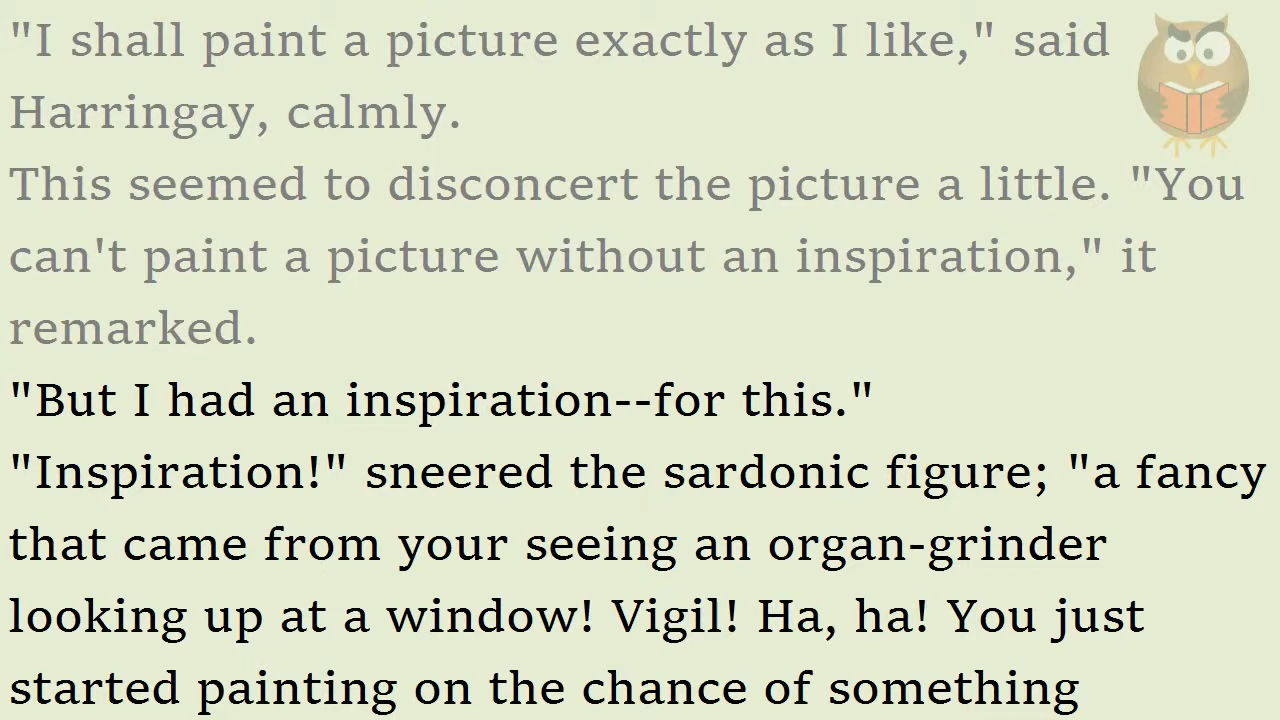 "I shall paint a picture exactly as I like," said
Harringay, calmly.
This seemed to disconcert the picture a little. "You
can't paint a picture without an inspiration," it
remarked.
"But I had an inspiration--for this."
"Inspiration!" sneered the sardonic figure; "a fancy
that came from your seeing an organ-grinder
looking up at a window! Vigil! Ha, ha! You just
started painting on the chance of something